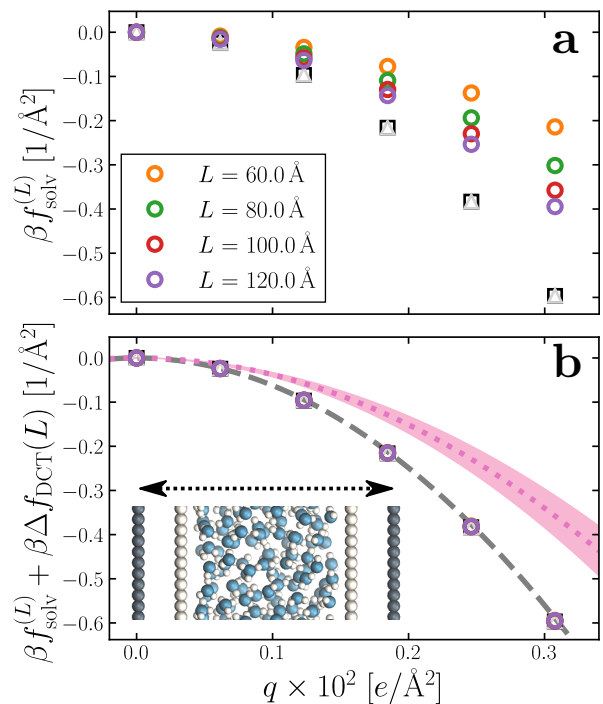 a
0.0
−0.1
−0.2
−0.3
−0.4
−0.5
−0.6
βf_solv^(L) [1/Å²]
L = 60.0 Å
L = 80.0 Å
L = 100.0 Å
L = 120.0 Å
b
0.0
−0.1
−0.2
−0.3
−0.4
−0.5
−0.6
βf_solv^(L) + βΔf_DCT(L) [1/Å²]
0.0 0.1 0.2 0.3
q × 10² [e/Å²]